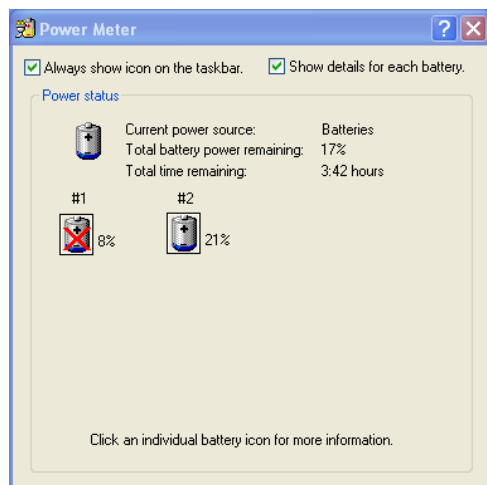 Power Meter
Always show icon on the taskbar. Show details for each battery.
Power status
Current power source: Batteries
Total battery power remaining: 17%
Total time remaining: 3:42 hours
#1 #2
8% 21%
Click an individual battery icon for more information.